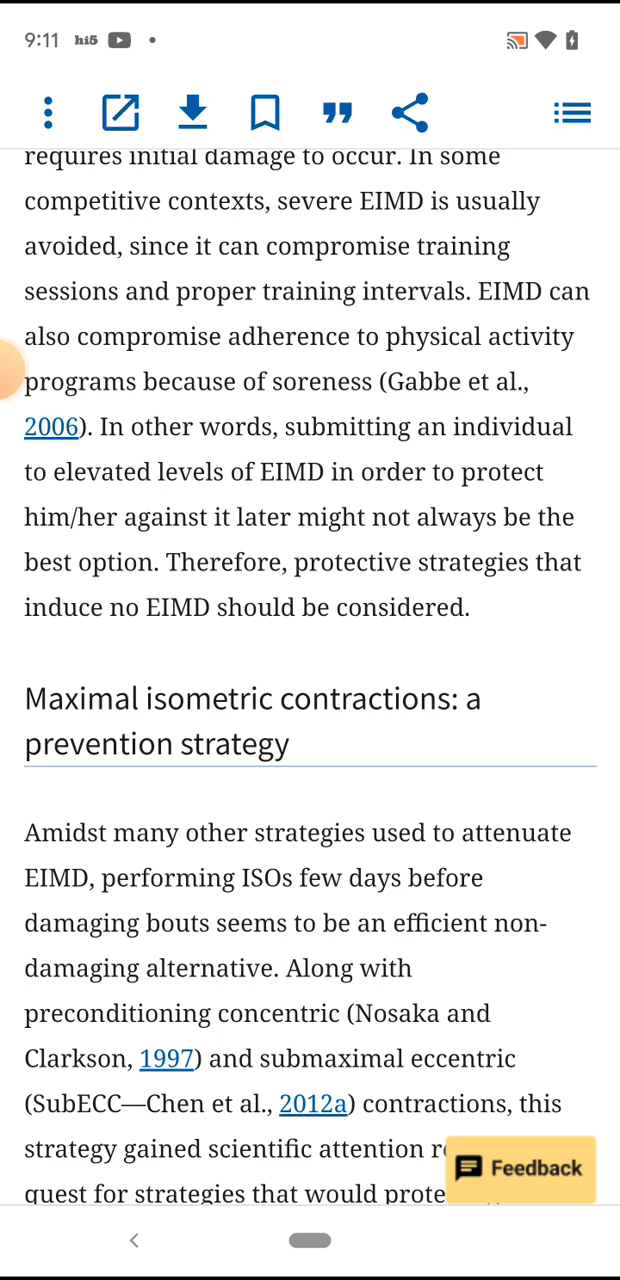 9:11 hi5
requires initial damage to occur. In some
competitive contexts, severe EIMD is usually
avoided, since it can compromise training
sessions and proper training intervals. EIMD can
also compromise adherence to physical activity
programs because of soreness (Gabbe et al.,
2006). In other words, submitting an individual
to elevated levels of EIMD in order to protect
him/her against it later might not always be the
best option. Therefore, protective strategies that
induce no EIMD should be considered.
Maximal isometric contractions: a
prevention strategy
Amidst many other strategies used to attenuate
EIMD, performing ISOs few days before
damaging bouts seems to be an efficient non-
damaging alternative. Along with
preconditioning concentric (Nosaka and
Clarkson, 1997) and submaximal eccentric
(SubECC—Chen et al., 2012a) contractions, this
strategy gained scientific attention
Feedback
quest for strategies that would